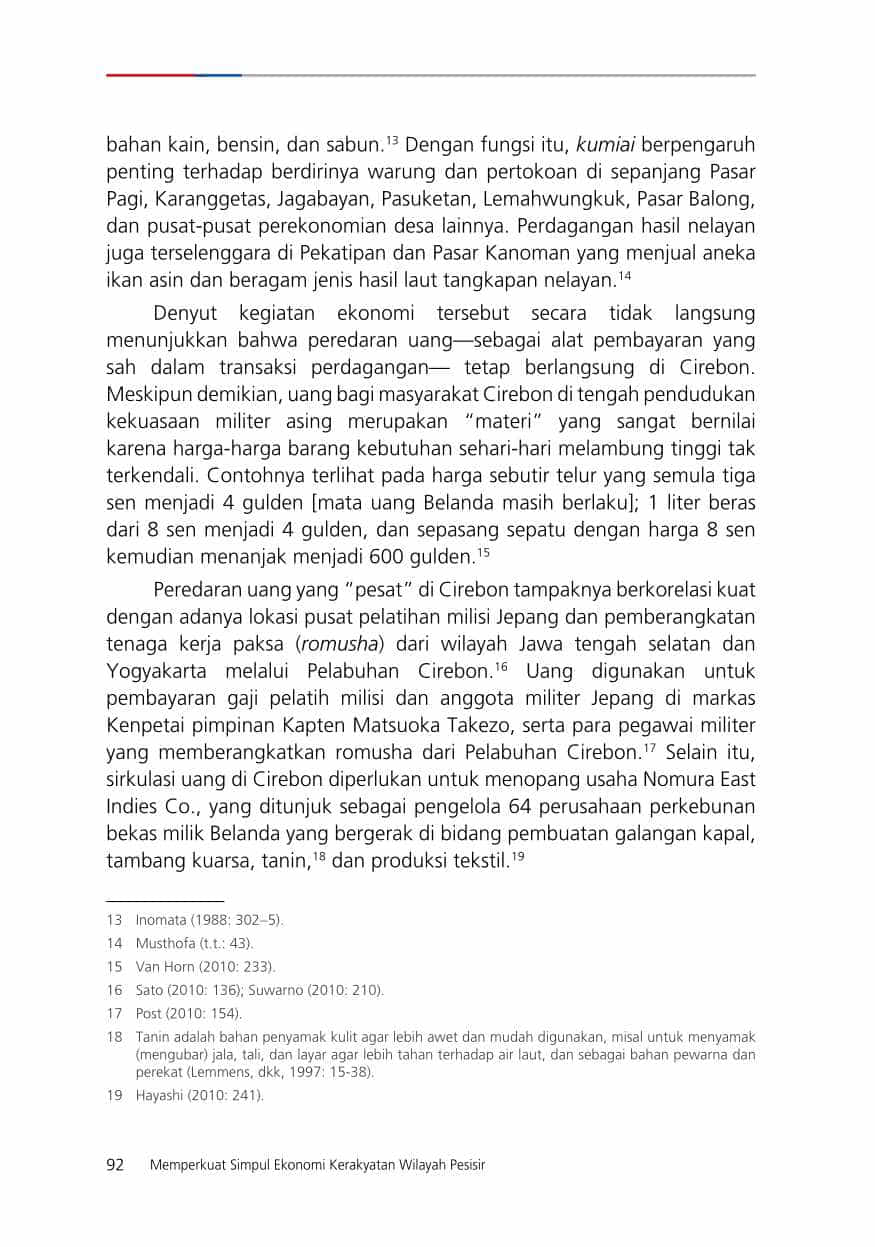 bahan kain, bensin, dan sabun.¹³ Dengan fungsi itu, kumiai berpengaruh
penting terhadap berdirinya warung dan pertokoan di sepanjang Pasar
Pagi, Karanggetas, Jagabayan, Pasuketan, Lemahwungkuk, Pasar Balong,
dan pusat-pusat perekonomian desa lainnya. Perdagangan hasil nelayan
juga terselenggara di Pekatipan dan Pasar Kanoman yang menjual aneka
ikan asin dan beragam jenis hasil laut tangkapan nelayan.¹⁴
Denyut kegiatan ekonomi tersebut secara tidak langsung
menunjukkan bahwa peredaran uang—sebagai alat pembayaran yang
sah dalam transaksi perdagangan— tetap berlangsung di Cirebon.
Meskipun demikian, uang bagi masyarakat Cirebon di tengah pendudukan
kekuasaan militer asing merupakan “materi” yang sangat bernilai
karena harga-harga barang kebutuhan sehari-hari melambung tinggi tak
terkendali. Contohnya terlihat pada harga sebutir telur yang semula tiga
sen menjadi 4 gulden [mata uang Belanda masih berlaku]; 1 liter beras
dari 8 sen menjadi 4 gulden, dan sepasang sepatu dengan harga 8 sen
kemudian menanjak menjadi 600 gulden.¹⁵
Peredaran uang yang “pesat” di Cirebon tampaknya berkorelasi kuat
dengan adanya lokasi pusat pelatihan milisi Jepang dan pemberangkatan
tenaga kerja paksa (romusha) dari wilayah Jawa tengah selatan dan
Yogyakarta melalui Pelabuhan Cirebon.¹⁶ Uang digunakan untuk
pembayaran gaji pelatih milisi dan anggota militer Jepang di markas
Kenpetai pimpinan Kapten Matsuoka Takezo, serta para pegawai militer
yang memberangkatkan romusha dari Pelabuhan Cirebon.¹⁷ Selain itu,
sirkulasi uang di Cirebon diperlukan untuk menopang usaha Nomura East
Indies Co., yang ditunjuk sebagai pengelola 64 perusahaan perkebunan
bekas milik Belanda yang bergerak di bidang pembuatan galangan kapal,
tambang kuarsa, tanin,¹⁸ dan produksi tekstil.¹⁹
13 Inomata (1988: 302–5).
14 Musthofa (t.t.: 43).
15 Van Horn (2010: 233).
16 Sato (2010: 136); Suwarno (2010: 210).
17 Post (2010: 154).
18 Tanin adalah bahan penyamak kulit agar lebih awet dan mudah digunakan, misal untuk menyamak
(mengubar) jala, tali, dan layar agar lebih tahan terhadap air laut, dan sebagai bahan pewarna dan
perekat (Lemmens, dkk, 1997: 15-38).
19 Hayashi (2010: 241).
92 Memperkuat Simpul Ekonomi Kerakyatan Wilayah Pesisir